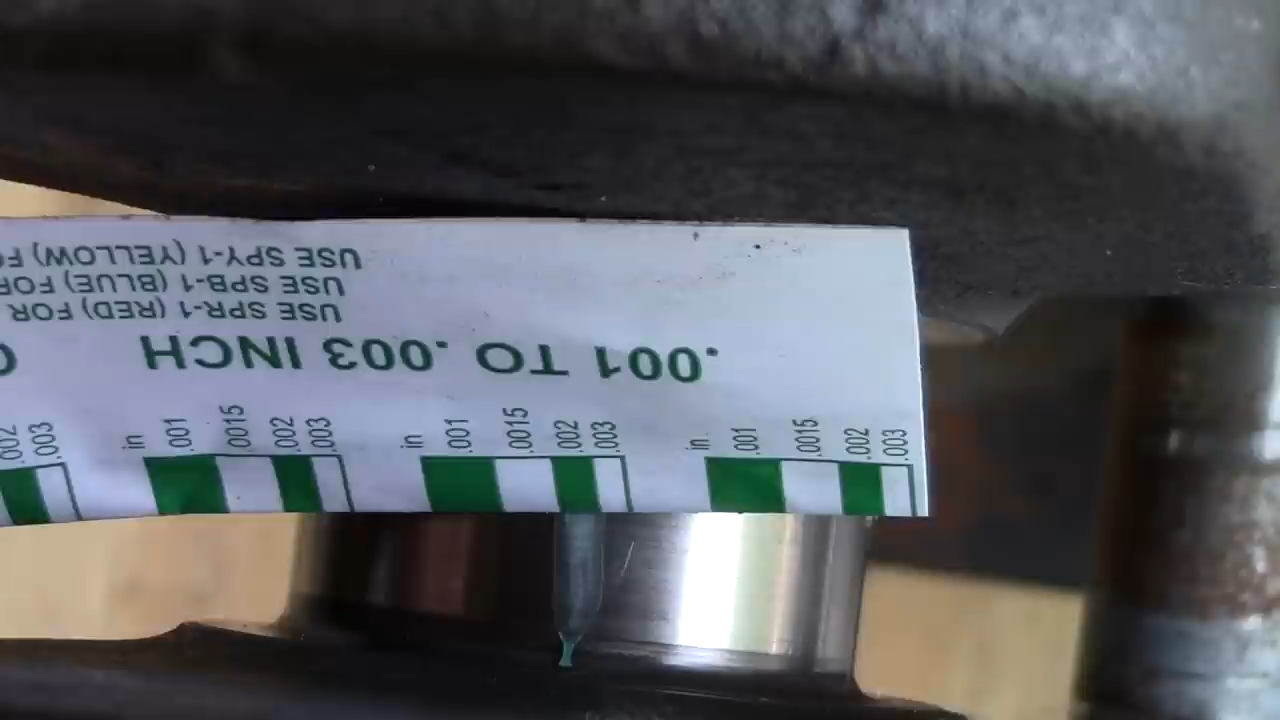 .001 TO .003 INCH
USE SPR-1 (RED) FOR
USE SPB-1 (BLUE) FOR
USE SPY-1 (YELLOW)
.002 .003
in .001 .0015 .002 .003
in .001 .0015 .002 .003
in .001 .0015 .002 .003